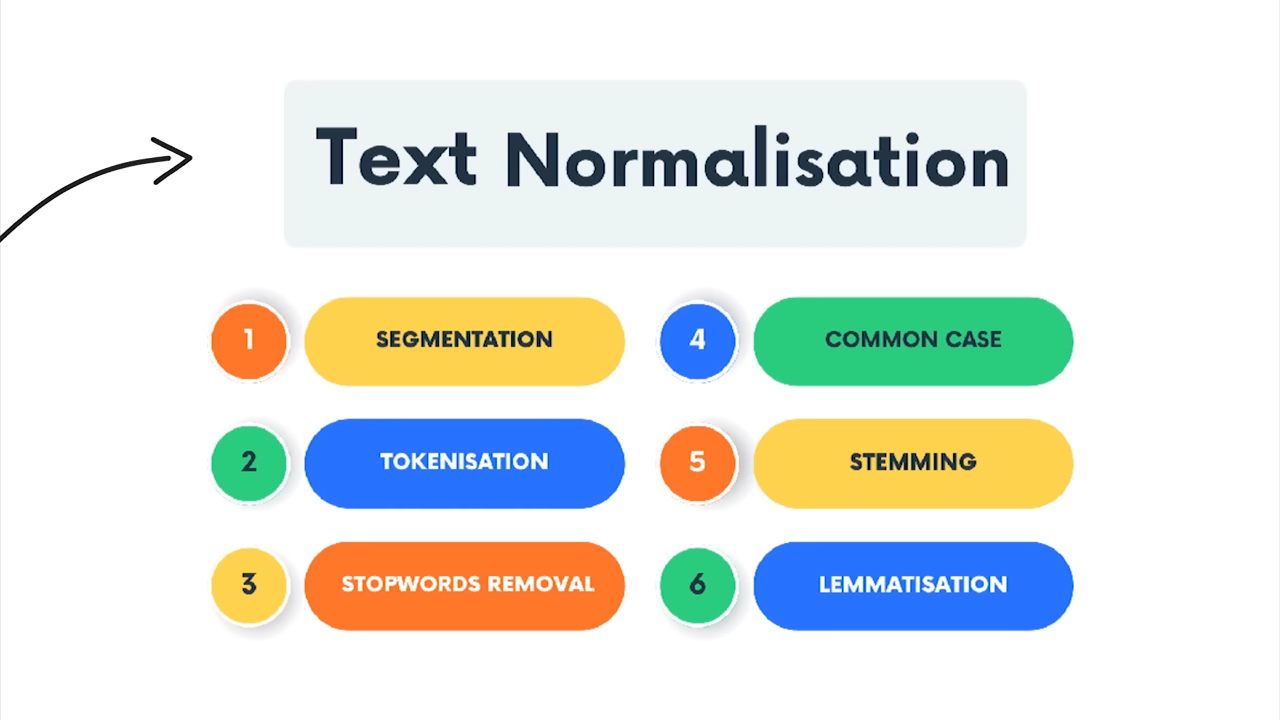 Text Normalisation
1 SEGMENTATION
2 TOKENISATION
3 STOPWORDS REMOVAL
4 COMMON CASE
5 STEMMING
6 LEMMATISATION